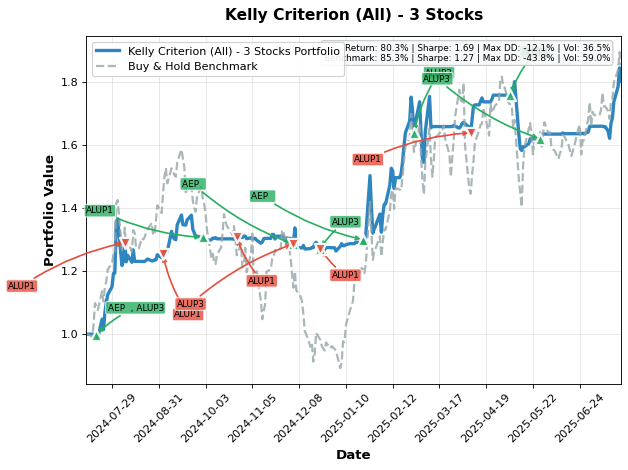 Kelly Criterion (All) - 3 Stocks
Kelly Criterion (All) - 3 Stocks Portfolio
Buy & Hold Benchmark
Return: 80.3% | Sharpe: 1.69 | Max DD: -12.1% | Vol: 36.5%
chmark: 85.3% | Sharpe: 1.27 | Max DD: -43.8% | Vol: 59.0%
ALUP3
AEP
AEP
ALUP1
ALUP3
ALUP1
ALUP3
ALUP1
ALUP1
ALUP1
AEP , ALUP3
ALUP3
ALUP1
Portfolio Value
1.8
1.6
1.4
1.2
1.0
2024-07-29
2024-08-31
2024-10-03
2024-11-05
2024-12-08
2025-01-10
2025-02-12
2025-03-17
2025-04-19
2025-05-22
2025-06-24
Date